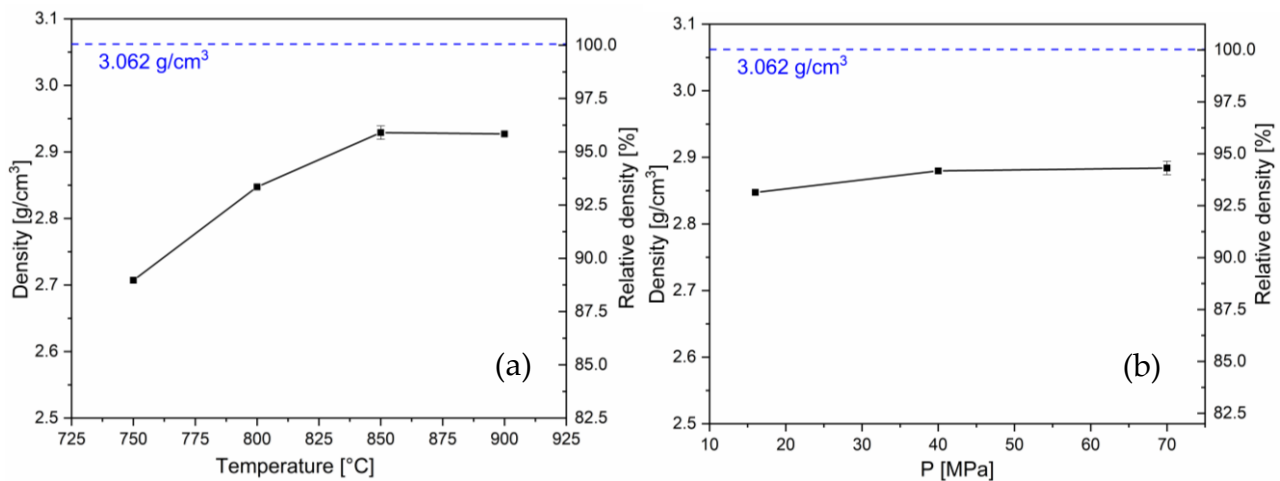 3.1
3.0
2.9
2.8
2.7
2.6
2.5
Density [g/cm³]
3.062 g/cm³
(a)
725 750 775 800 825 850 875 900 925
Temperature [°C]
100.0
97.5
95.0
92.5
90.0
87.5
85.0
82.5
Relative density [%]
3.1
3.0
2.9
2.8
2.7
2.6
2.5
Density [g/cm³]
3.062 g/cm³
(b)
10 20 30 40 50 60 70
P [MPa]
100.0
97.5
95.0
92.5
90.0
87.5
85.0
82.5
Relative density [%]